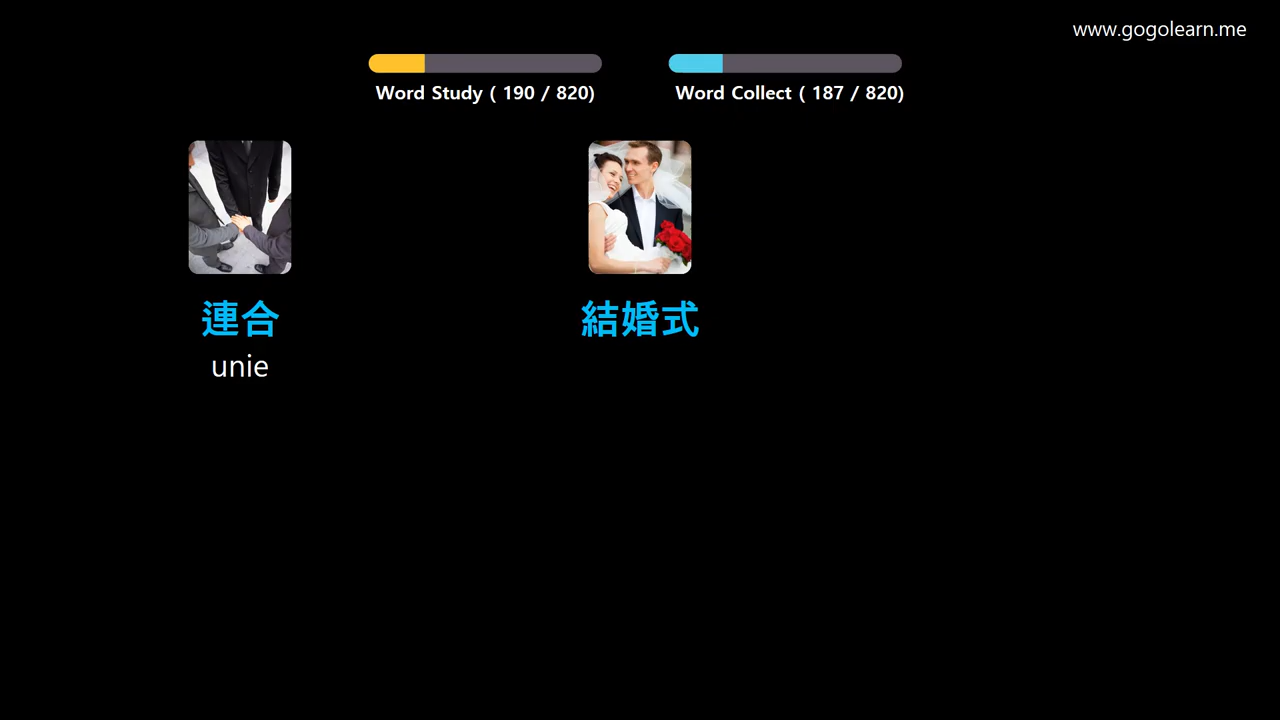 www.gogolearn.me
Word Study ( 190 / 820)
Word Collect ( 187 / 820)
連合
unie
結婚式